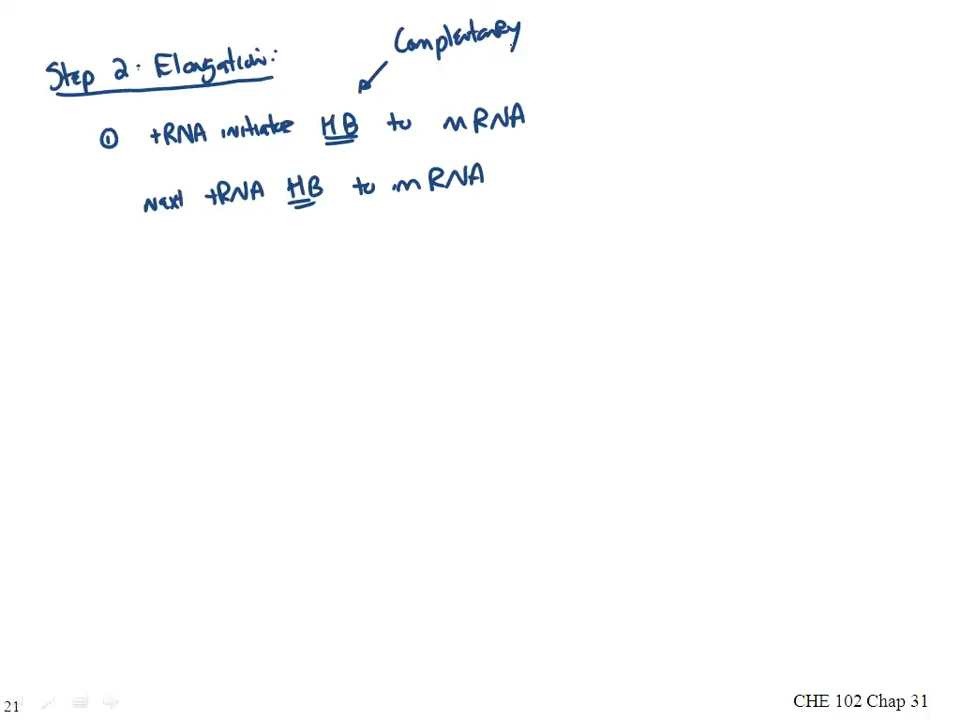 Complentary
Step 2: Elongation:
① tRNA initiator HB to mRNA
next tRNA HB to mRNA
21
CHE 102 Chap 31